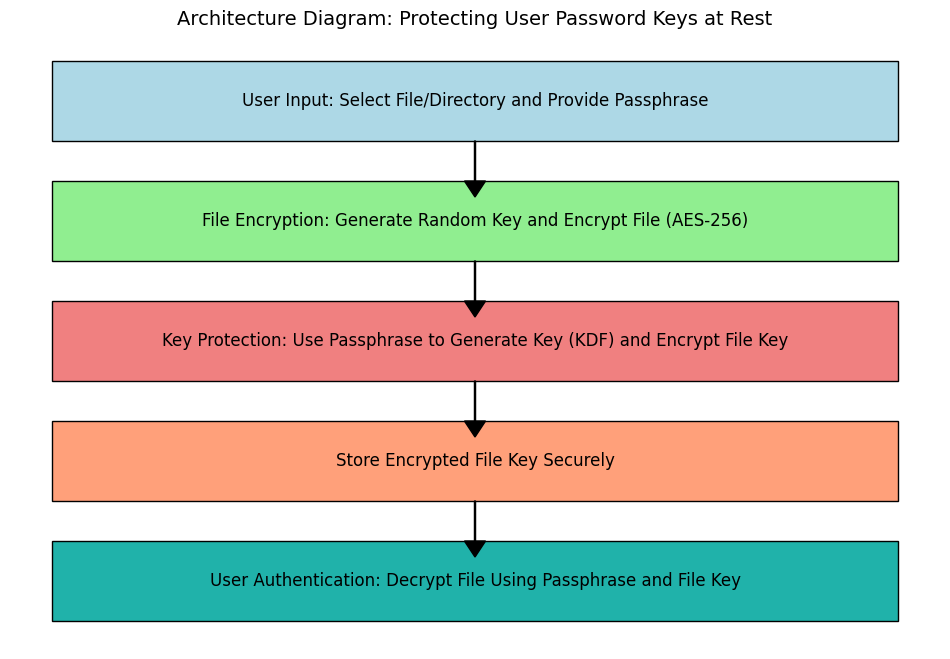 Architecture Diagram: Protecting User Password Keys at Rest
User Input: Select File/Directory and Provide Passphrase
File Encryption: Generate Random Key and Encrypt File (AES-256)
Key Protection: Use Passphrase to Generate Key (KDF) and Encrypt File Key
Store Encrypted File Key Securely
User Authentication: Decrypt File Using Passphrase and File Key